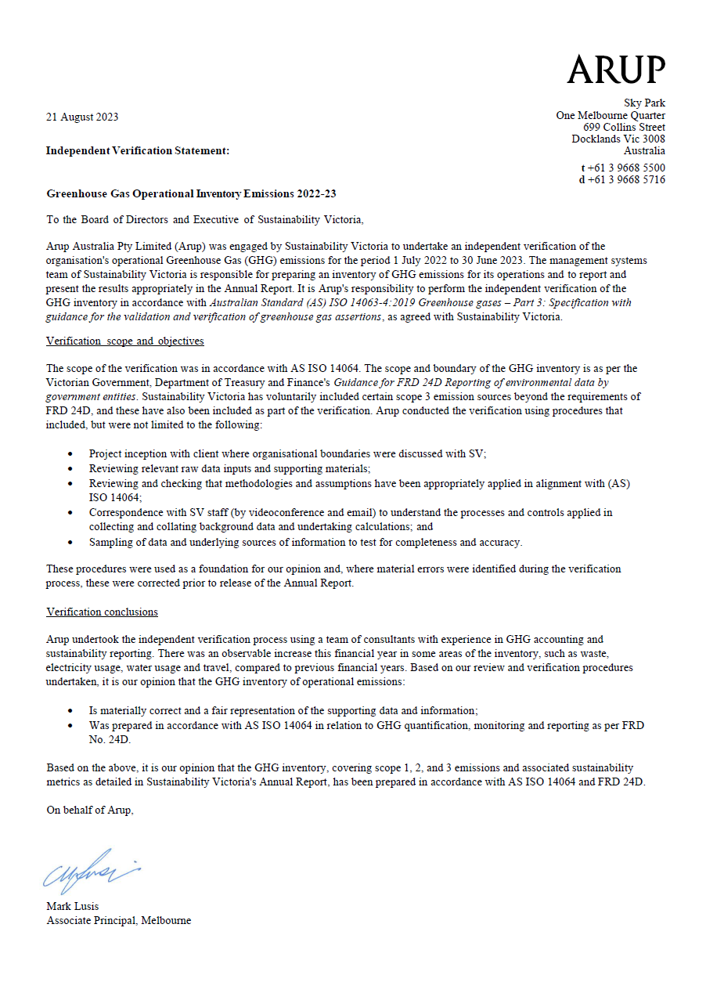 ARUP
Sky Park
One Melbourne Quarter
699 Collins Street
Docklands Vic 3008
Australia
t +61 3 9668 5500
d +61 3 9668 5716
21 August 2023
Independent Verification Statement:
Greenhouse Gas Operational Inventory Emissions 2022-23
To the Board of Directors and Executive of Sustainability Victoria,
Arup Australia Pty Limited (Arup) was engaged by Sustainability Victoria to undertake an independent verification of the
organisation's operational Greenhouse Gas (GHG) emissions for the period 1 July 2022 to 30 June 2023. The management systems
team of Sustainability Victoria is responsible for preparing an inventory of GHG emissions for its operations and to report and
present the results appropriately in the Annual Report. It is Arup's responsibility to perform the independent verification of the
GHG inventory in accordance with Australian Standard (AS) ISO 14063-4:2019 Greenhouse gases – Part 3: Specification with
guidance for the validation and verification of greenhouse gas assertions, as agreed with Sustainability Victoria.
Verification scope and objectives
The scope of the verification was in accordance with AS ISO 14064. The scope and boundary of the GHG inventory is as per the
Victorian Government, Department of Treasury and Finance's Guidance for FRD 24D Reporting of environmental data by
government entities. Sustainability Victoria has voluntarily included certain scope 3 emission sources beyond the requirements of
FRD 24D, and these have also been included as part of the verification. Arup conducted the verification using procedures that
included, but were not limited to the following:
• Project inception with client where organisational boundaries were discussed with SV;
• Reviewing relevant raw data inputs and supporting materials;
• Reviewing and checking that methodologies and assumptions have been appropriately applied in alignment with (AS)
ISO 14064;
• Correspondence with SV staff (by videoconference and email) to understand the processes and controls applied in
collecting and collating background data and undertaking calculations; and
• Sampling of data and underlying sources of information to test for completeness and accuracy.
These procedures were used as a foundation for our opinion and, where material errors were identified during the verification
process, these were corrected prior to release of the Annual Report.
Verification conclusions
Arup undertook the independent verification process using a team of consultants with experience in GHG accounting and
sustainability reporting. There was an observable increase this financial year in some areas of the inventory, such as waste,
electricity usage, water usage and travel, compared to previous financial years. Based on our review and verification procedures
undertaken, it is our opinion that the GHG inventory of operational emissions:
• Is materially correct and a fair representation of the supporting data and information;
• Was prepared in accordance with AS ISO 14064 in relation to GHG quantification, monitoring and reporting as per FRD
No. 24D.
Based on the above, it is our opinion that the GHG inventory, covering scope 1, 2, and 3 emissions and associated sustainability
metrics as detailed in Sustainability Victoria's Annual Report, has been prepared in accordance with AS ISO 14064 and FRD 24D.
On behalf of Arup,
Mark Lusis
Associate Principal, Melbourne